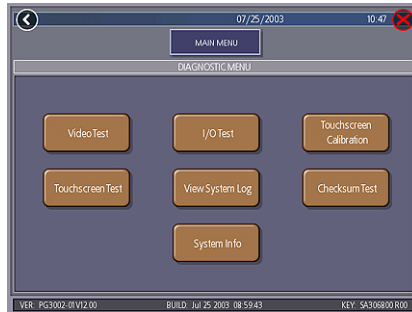 07/25/2003 10:47
MAIN MENU
DIAGNOSTIC MENU
Video Test I/O Test Touchscreen Calibration
Touchscreen Test View System Log Checksum Test
System Info
VER: PG3002-01V12.00 BUILD: Jul 25 2003 08:59:43 KEY: SA306800 R00